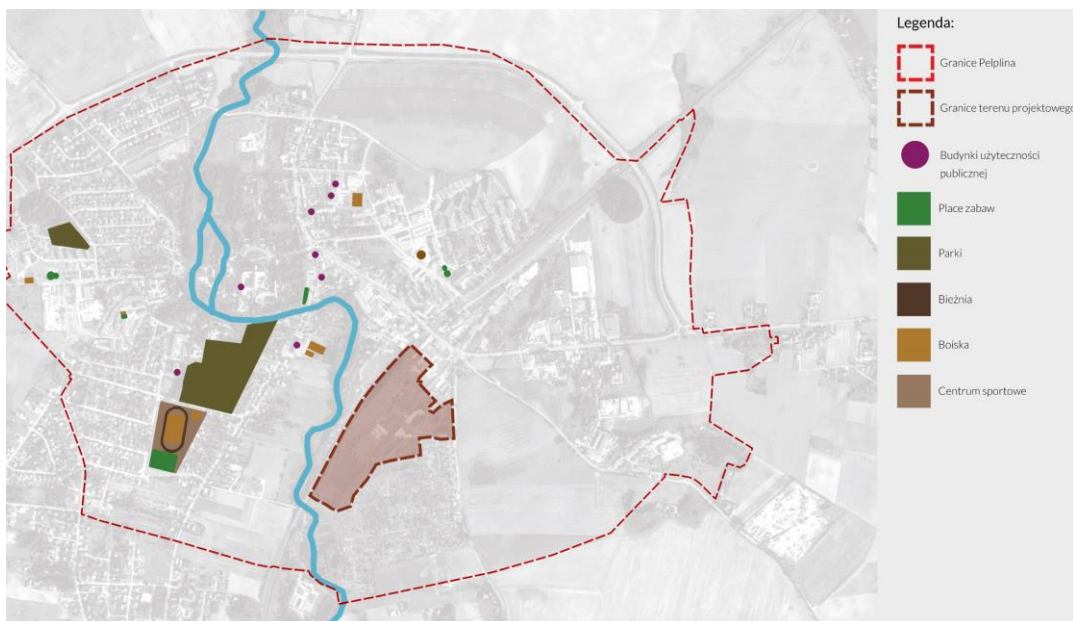 Legenda:
Granice Pelplina
Granice terenu projektowego
Budynki użyteczności
publicznej
Place zabaw
Parki
Bieżnia
Boiska
Centrum sportowe